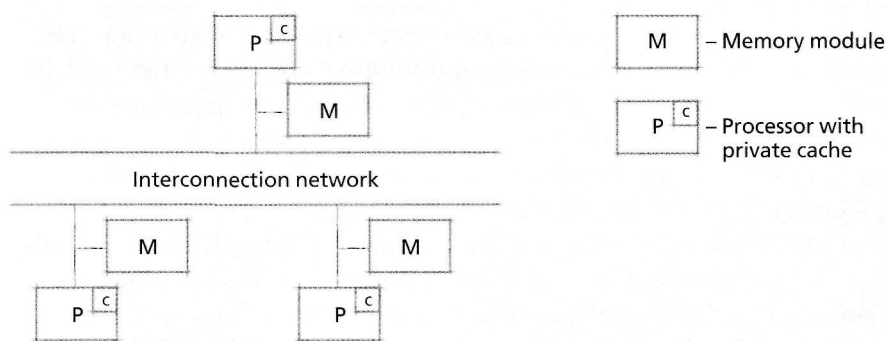 P c
M
M – Memory module
P c – Processor with
private cache
Interconnection network
M
M
P c
P c